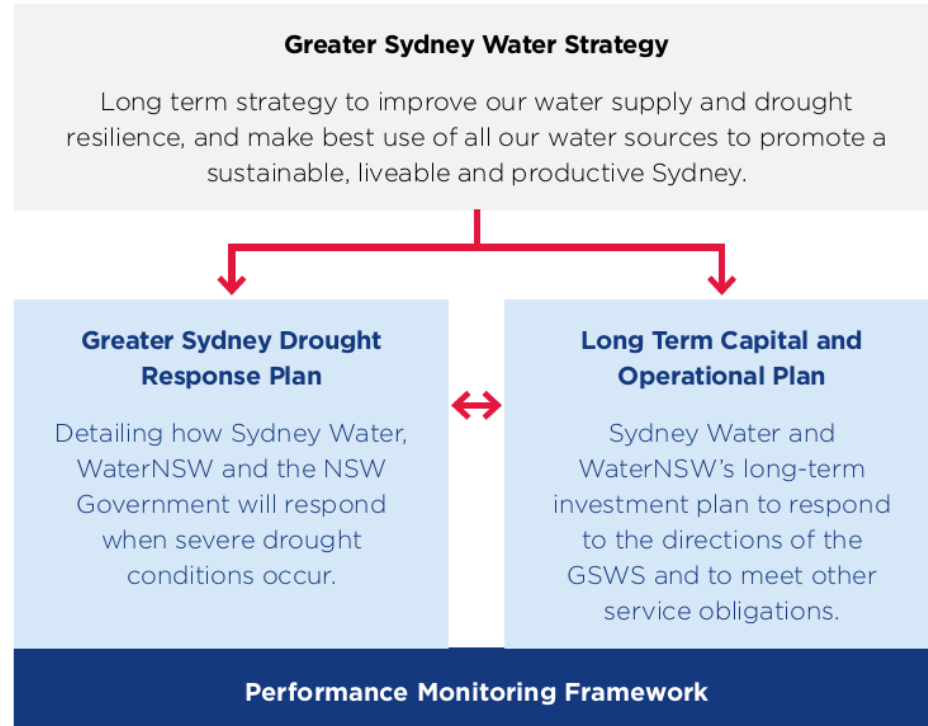 Greater Sydney Water Strategy
Long term strategy to improve our water supply and drought
resilience, and make best use of all our water sources to promote a
sustainable, liveable and productive Sydney.
Greater Sydney Drought
Response Plan
Detailing how Sydney Water,
WaterNSW and the NSW
Government will respond
when severe drought
conditions occur.
Long Term Capital and
Operational Plan
Sydney Water and
WaterNSW’s long-term
investment plan to respond
to the directions of the
GSWS and to meet other
service obligations.
Performance Monitoring Framework